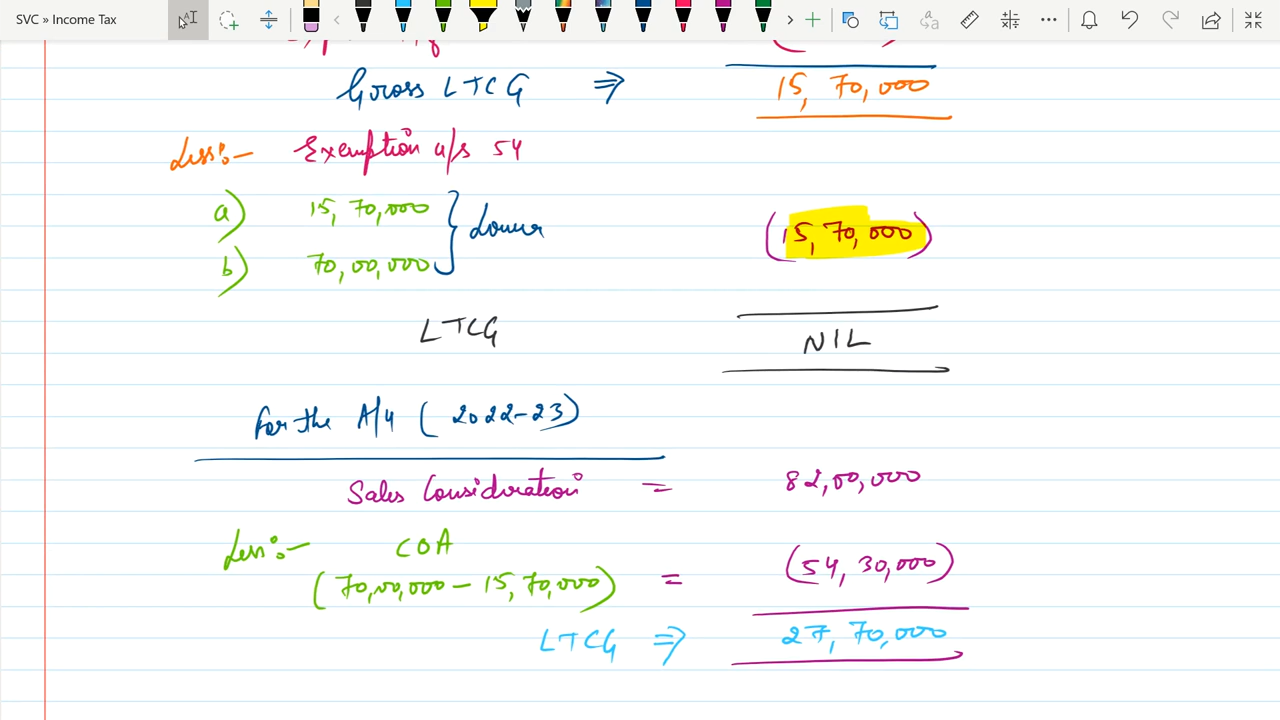 SVC » Income Tax
Gross LTCG ⇒ 15,70,000
Less:- Exemption u/s 54
a) 15,70,000
Lower (15,70,000)
b) 70,00,000
LTCG NIL
For the A/Y (2022-23)
Sales Consideration = 82,00,000
Less:- COA
(70,00,000 - 15,70,000) = (54,30,000)
LTCG ⇒ 27,70,000